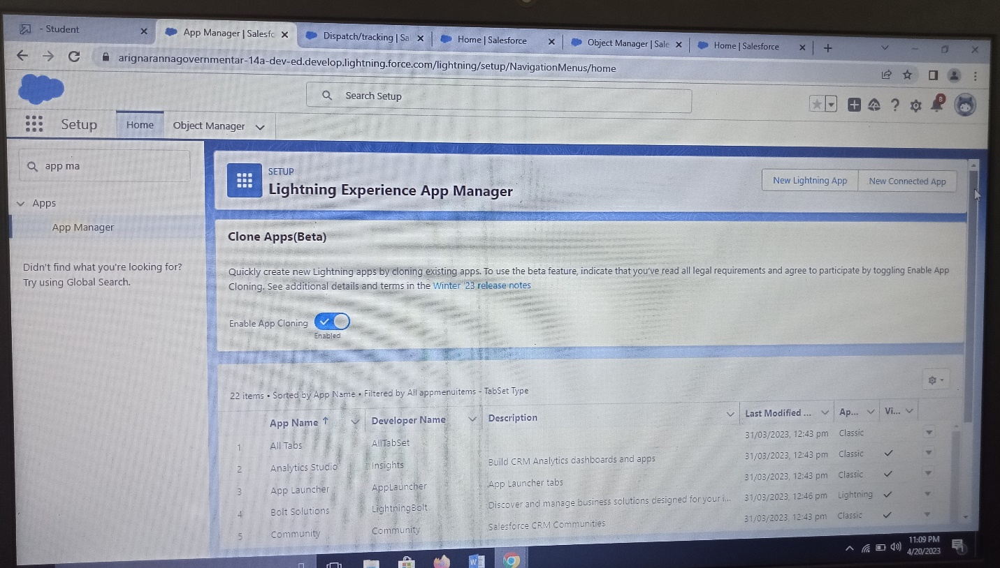 - Student
App Manager | Salesfc
Dispatch/tracking | Sa
Home | Salesforce
Object Manager | Sale
Home | Salesforce
arignarannagovernmentar-14a-dev-ed.develop.lightning.force.com/lightning/setup/NavigationMenus/home
Search Setup
8
Setup
Home
Object Manager
app ma
Apps
App Manager
Didn't find what you're looking for?
Try using Global Search.
SETUP
Lightning Experience App Manager
New Lightning App
New Connected App
Clone Apps(Beta)
Quickly create new Lightning apps by cloning existing apps. To use the beta feature, indicate that you've read all legal requirements and agree to participate by toggling Enable App
Cloning. See additional details and terms in the Winter '23 release notes
Enable App Cloning
Enabled
22 items • Sorted by App Name • Filtered by All appmenuitems - TabSet Type
App Name ↑ Developer Name Description Last Modified ... Ap... Vi...
1 All Tabs AllTabSet 31/03/2023, 12:43 pm Classic
2 Analytics Studio Insights Build CRM Analytics dashboards and apps 31/03/2023, 12:43 pm Classic
3 App Launcher AppLauncher App Launcher tabs 31/03/2023, 12:43 pm Classic
4 Bolt Solutions LightningBolt Discover and manage business solutions designed for your i... 31/03/2023, 12:46 pm Lightning
5 Community Community Salesforce CRM Communities 31/03/2023, 12:43 pm Classic
W
11:09 PM
4/20/2023